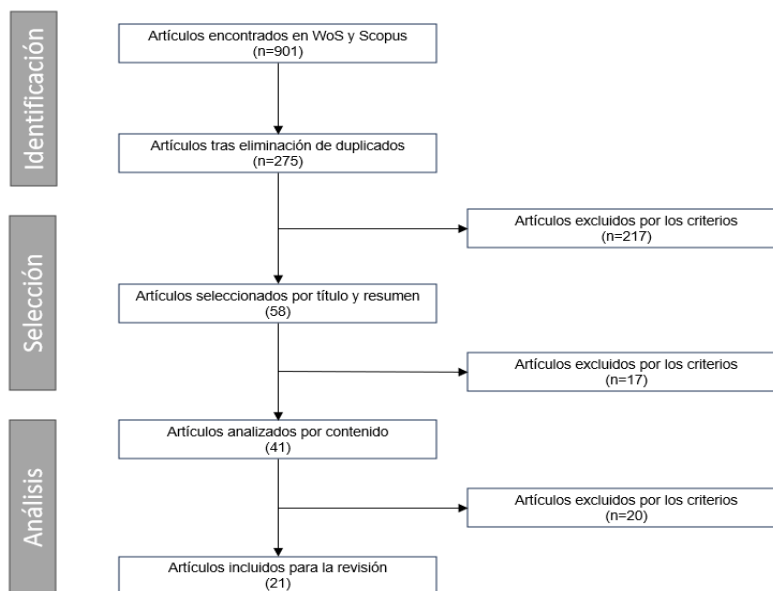 Identificación
Artículos encontrados en WoS y Scopus
(n=901)
Artículos tras eliminación de duplicados
(n=275)
Artículos excluidos por los criterios
(n=217)
Selección
Artículos seleccionados por título y resumen
(58)
Artículos excluidos por los criterios
(n=17)
Análisis
Artículos analizados por contenido
(41)
Artículos excluidos por los criterios
(n=20)
Artículos incluidos para la revisión
(21)